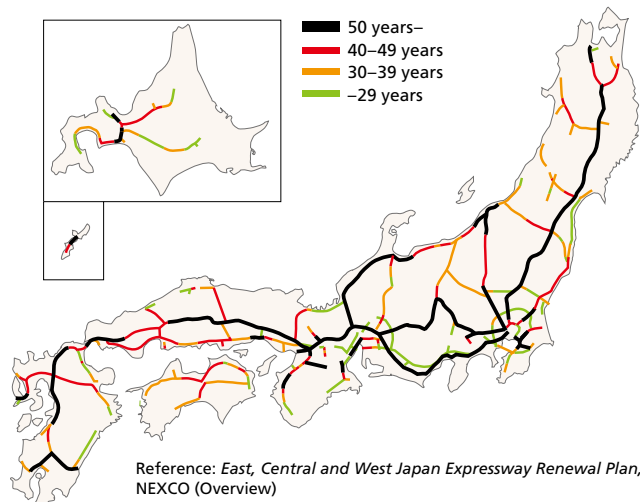 50 years–
40–49 years
30–39 years
–29 years
Reference: East, Central and West Japan Expressway Renewal Plan,
NEXCO (Overview)